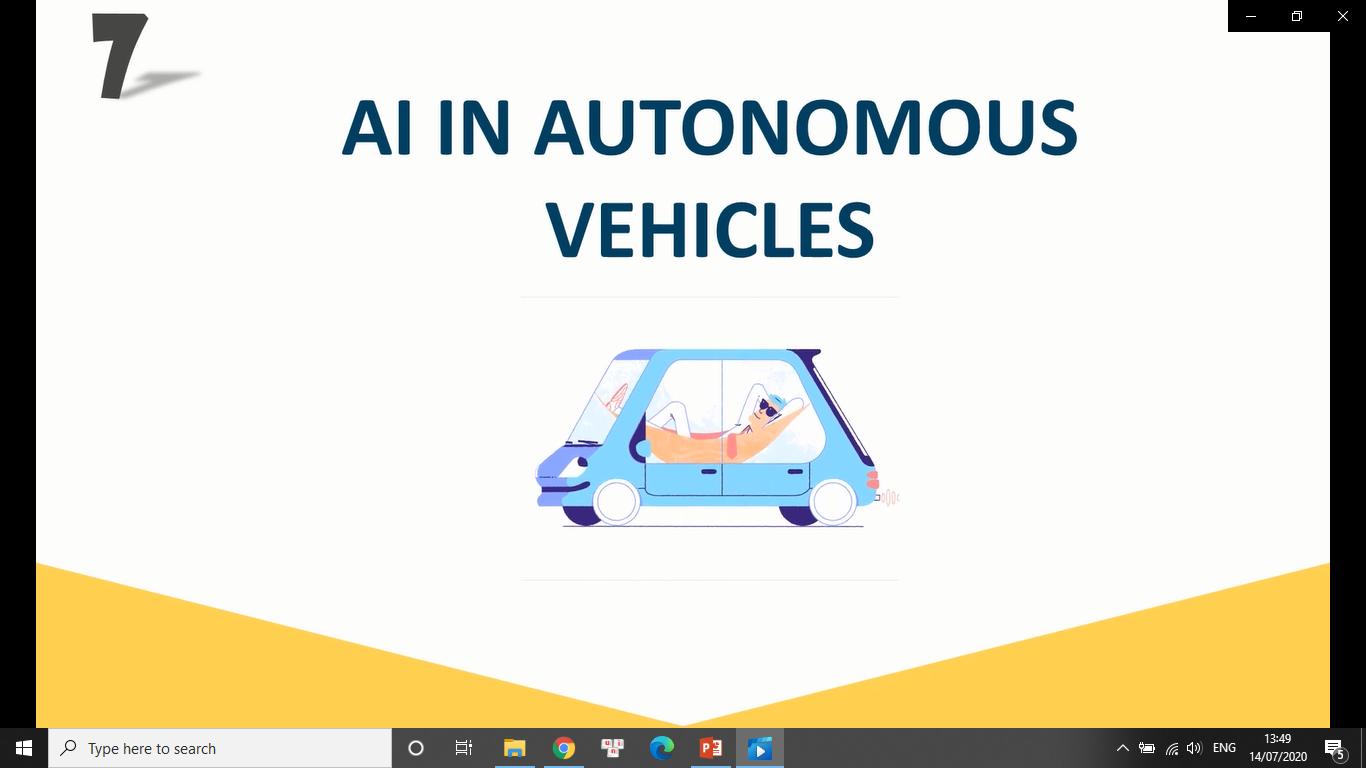 7
AI IN AUTONOMOUS
VEHICLES
Type here to search
ENG
13:49
14/07/2020
5